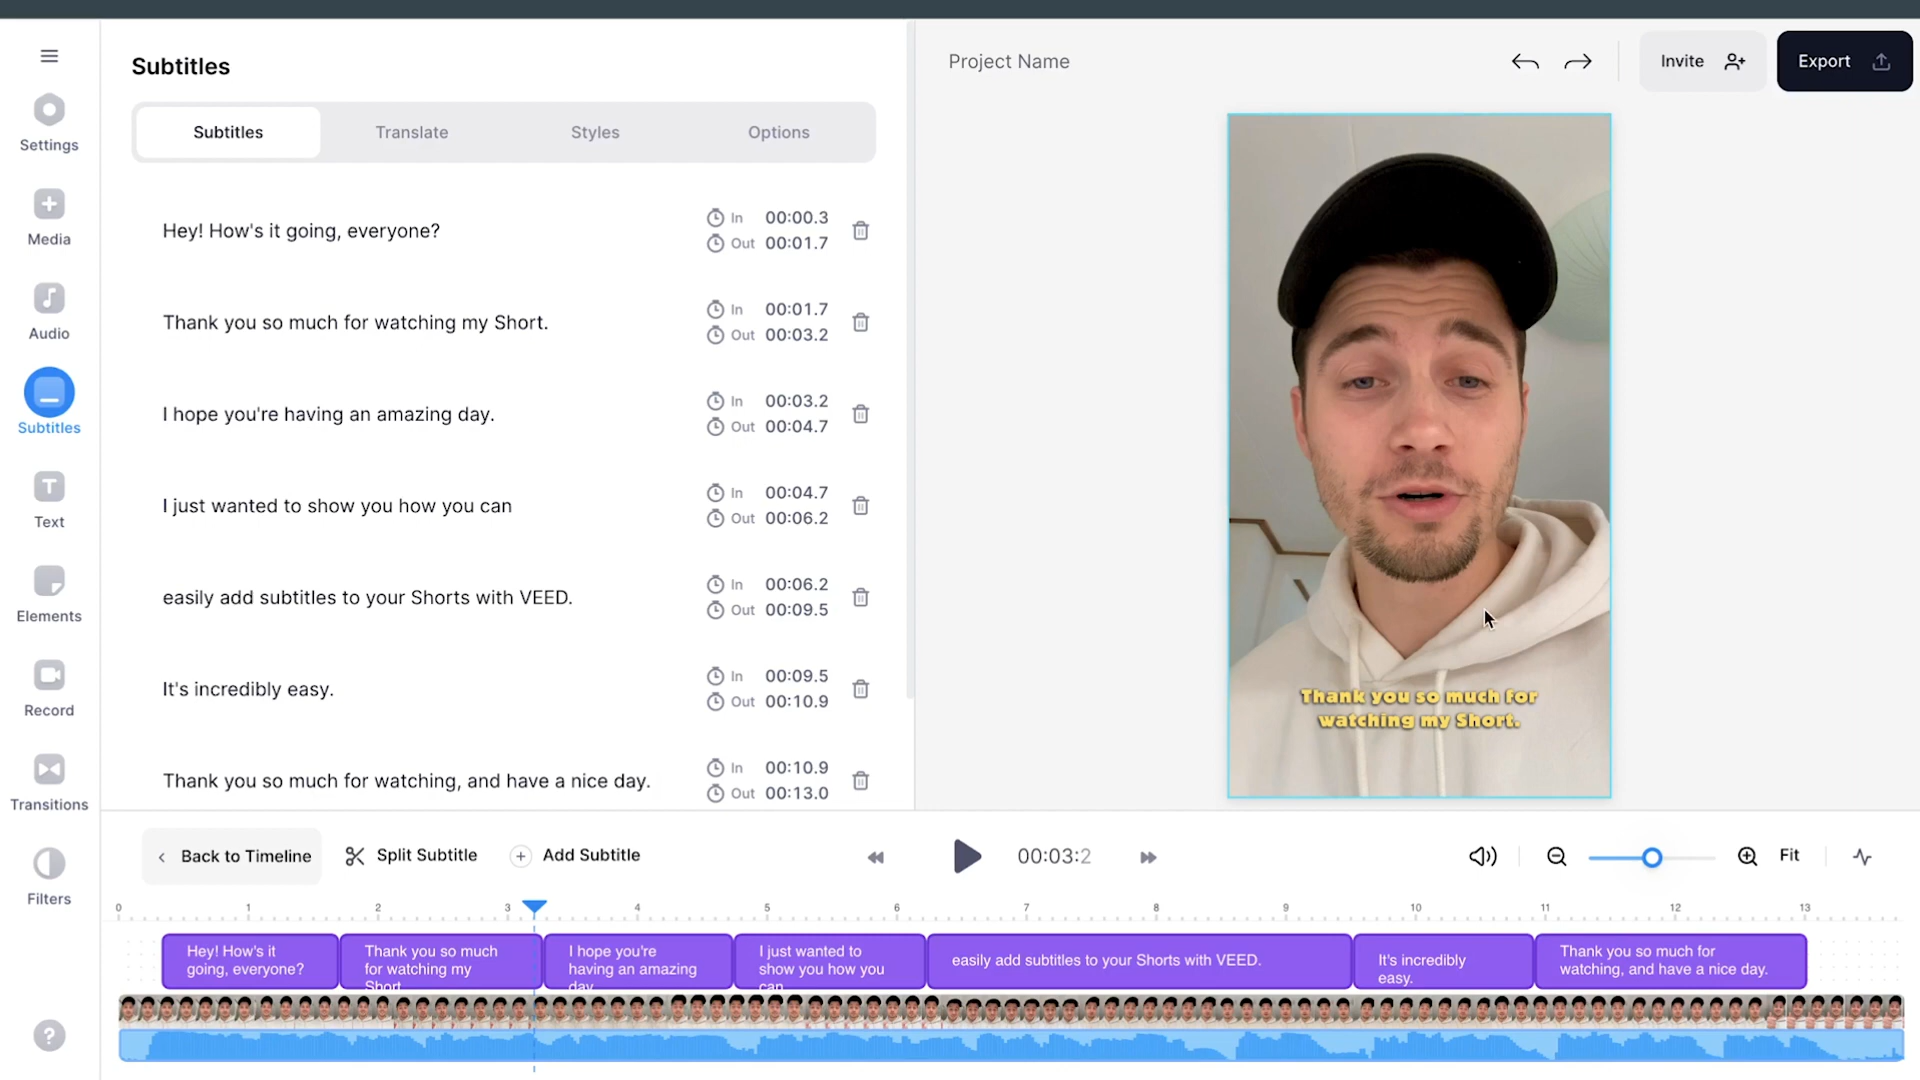 Subtitles
Project Name
Invite
Export
Subtitles
Translate
Styles
Options
Settings
Media
Audio
Subtitles
Text
Elements
Record
Transitions
Filters
?
Hey! How's it going, everyone?
In 00:00.3
Out 00:01.7
Thank you so much for watching my Short.
In 00:01.7
Out 00:03.2
I hope you're having an amazing day.
In 00:03.2
Out 00:04.7
I just wanted to show you how you can
In 00:04.7
Out 00:06.2
easily add subtitles to your Shorts with VEED.
In 00:06.2
Out 00:09.5
It's incredibly easy.
In 00:09.5
Out 00:10.9
Thank you so much for watching, and have a nice day.
In 00:10.9
Out 00:13.0
Thank you so much for
watching my Short.
Back to Timeline
Split Subtitle
Add Subtitle
00:03:2
Fit
0 1 2 3 4 5 6 7 8 9 10 11 12 13
Hey! How's it
going, everyone?
Thank you so much
for watching my
Short.
I hope you're
having an amazing
day.
I just wanted to
show you how you
can
easily add subtitles to your Shorts with VEED.
It's incredibly
easy.
Thank you so much for
watching, and have a nice day.